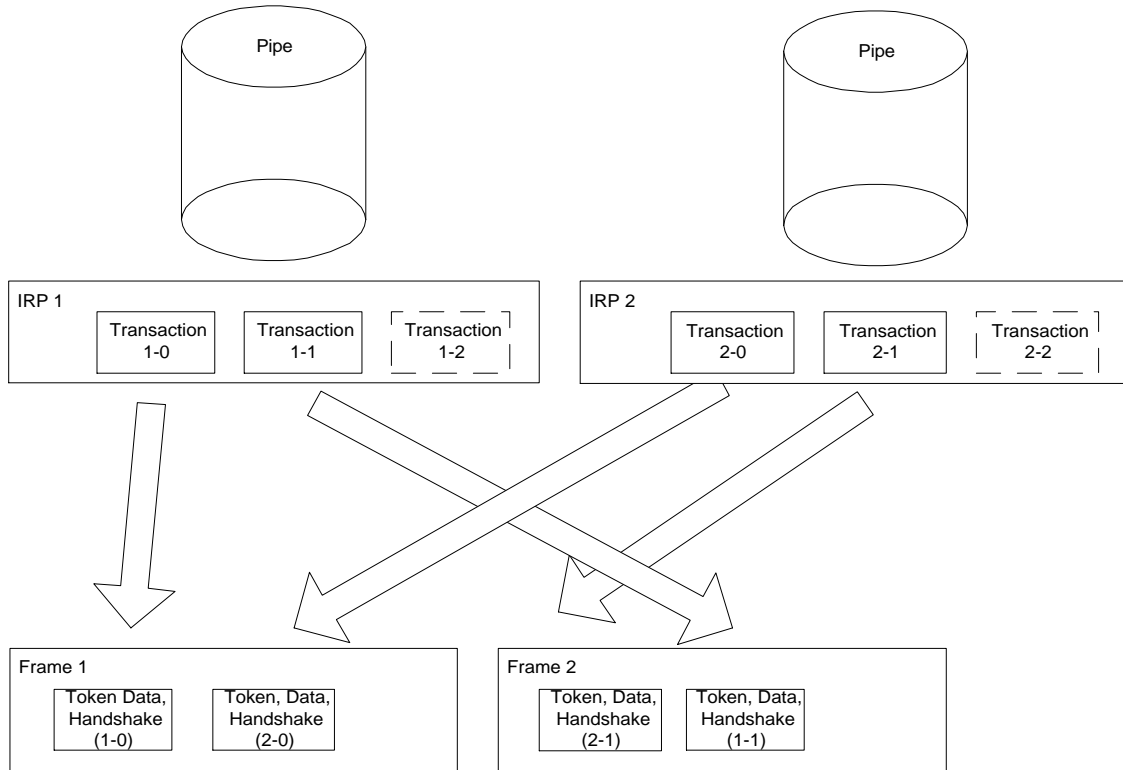 Pipe
Pipe
IRP 1
Transaction
1-0
Transaction
1-1
Transaction
1-2
IRP 2
Transaction
2-0
Transaction
2-1
Transaction
2-2
Frame 1
Token Data,
Handshake
(1-0)
Token, Data,
Handshake
(2-0)
Frame 2
Token, Data,
Handshake
(2-1)
Token, Data,
Handshake
(1-1)